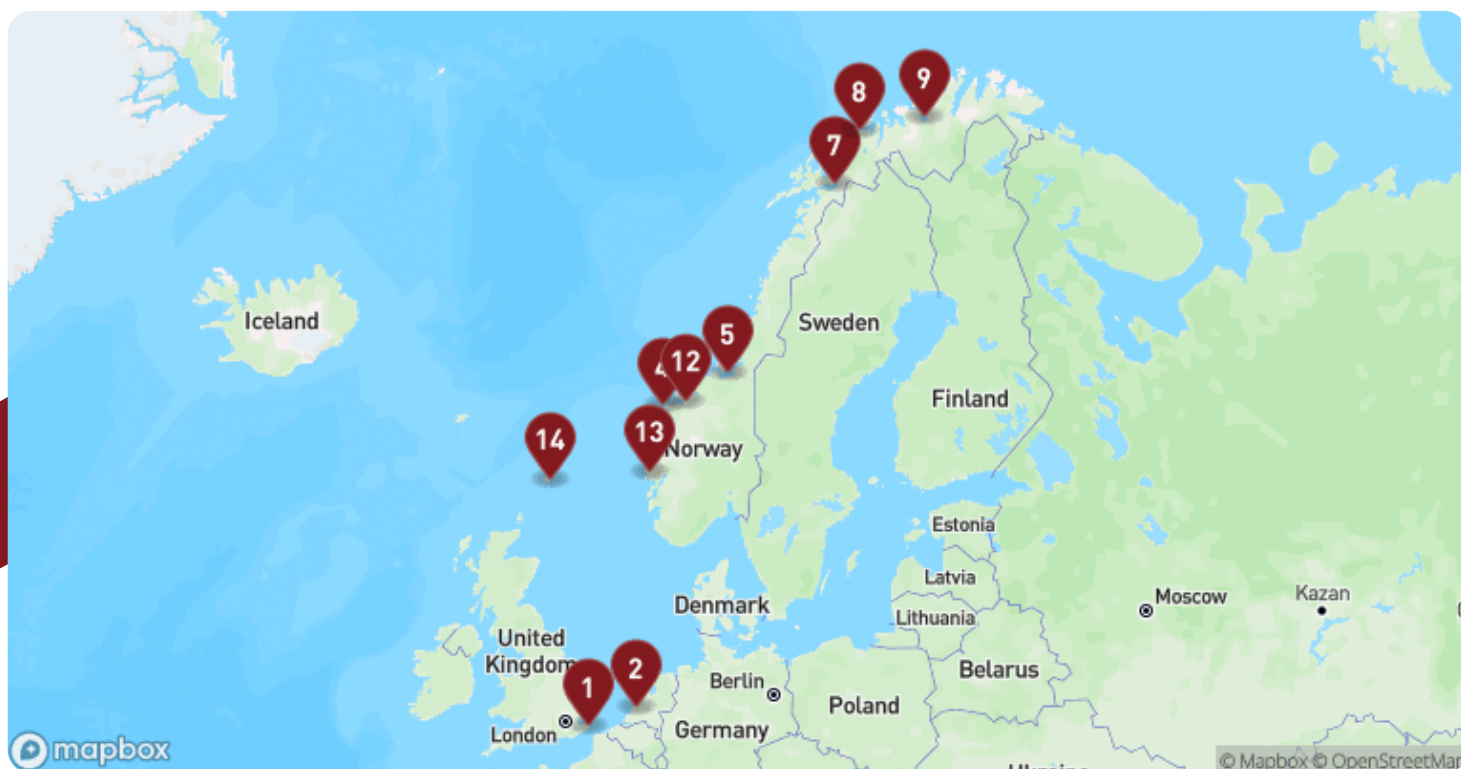 9
8
7
Iceland
Sweden
5
4
12
Finland
14
13
Norway
Estonia
Latvia
Denmark
Lithuania
Moscow
Kazan
United
Kingdom
1
2
Berlin
Belarus
Poland
London
Germany
mapbox
© Mapbox © OpenStreetMap